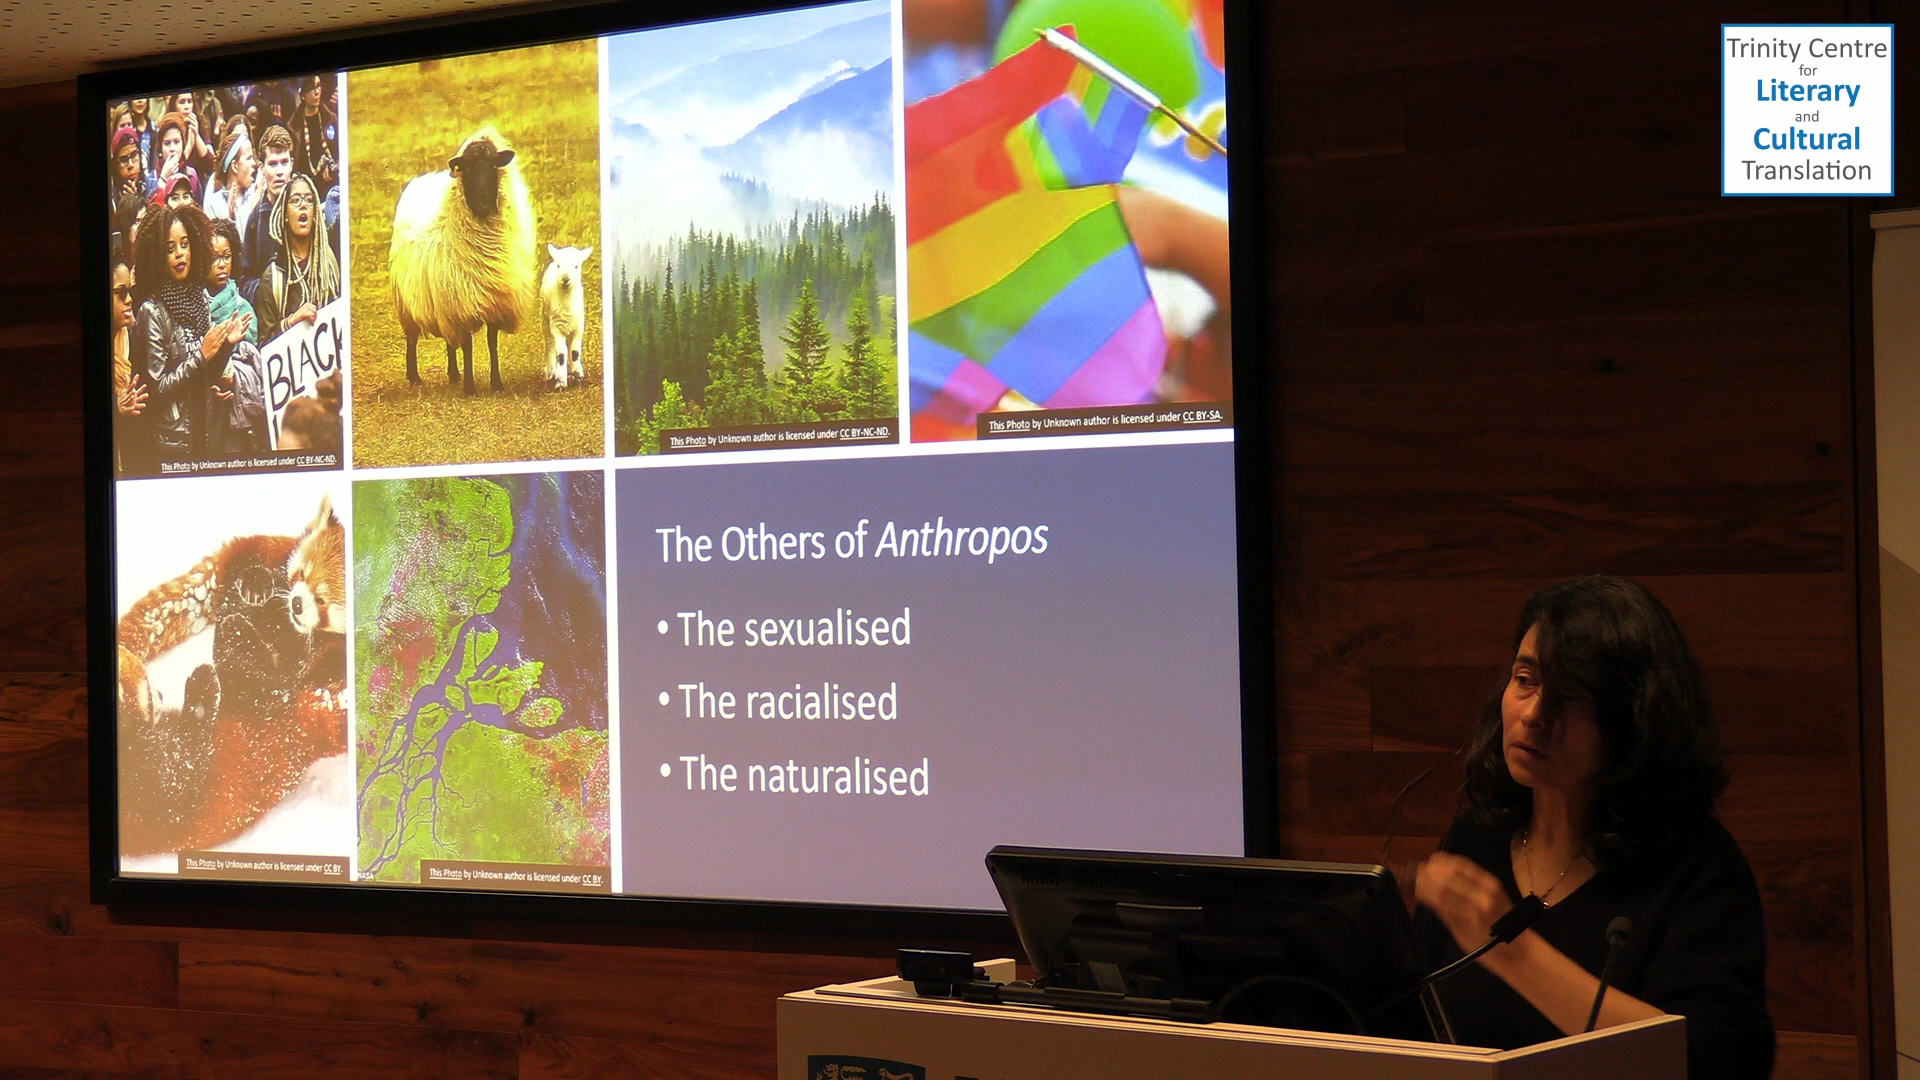 Trinity Centre
for
Literary
and
Cultural
Translation
BLACK
This Photo by Unknown author is licensed under CC BY-NC-ND.
This Photo by Unknown author is licensed under CC BY-NC-ND.
This Photo by Unknown author is licensed under CC BY-SA.
The Others of Anthropos
• The sexualised
• The racialised
• The naturalised
This Photo by Unknown author is licensed under CC BY.
This Photo by Unknown author is licensed under CC BY.